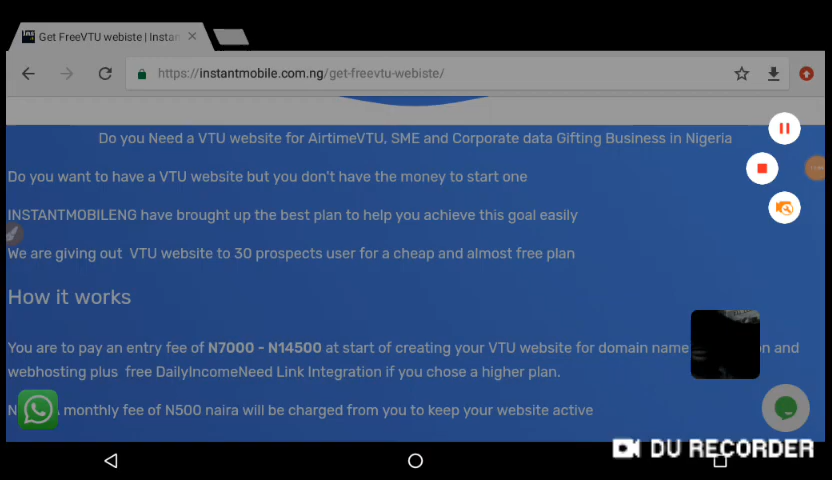 Get FreeVTU webiste | Instan
https://instantmobile.com.ng/get-freevtu-webiste/
Do you Need a VTU website for AirtimeVTU, SME and Corporate data Gifting Business in Nigeria
Do you want to have a VTU website but you don't have the money to start one
INSTANTMOBILENG have brought up the best plan to help you achieve this goal easily
We are giving out VTU website to 30 prospects user for a cheap and almost free plan
How it works
You are to pay an entry fee of N7000 - N14500 at start of creating your VTU website for domain name and
webhosting plus free DailyIncomeNeed Link Integration if you chose a higher plan.
monthly fee of N500 naira will be charged from you to keep your website active
DU RECORDER